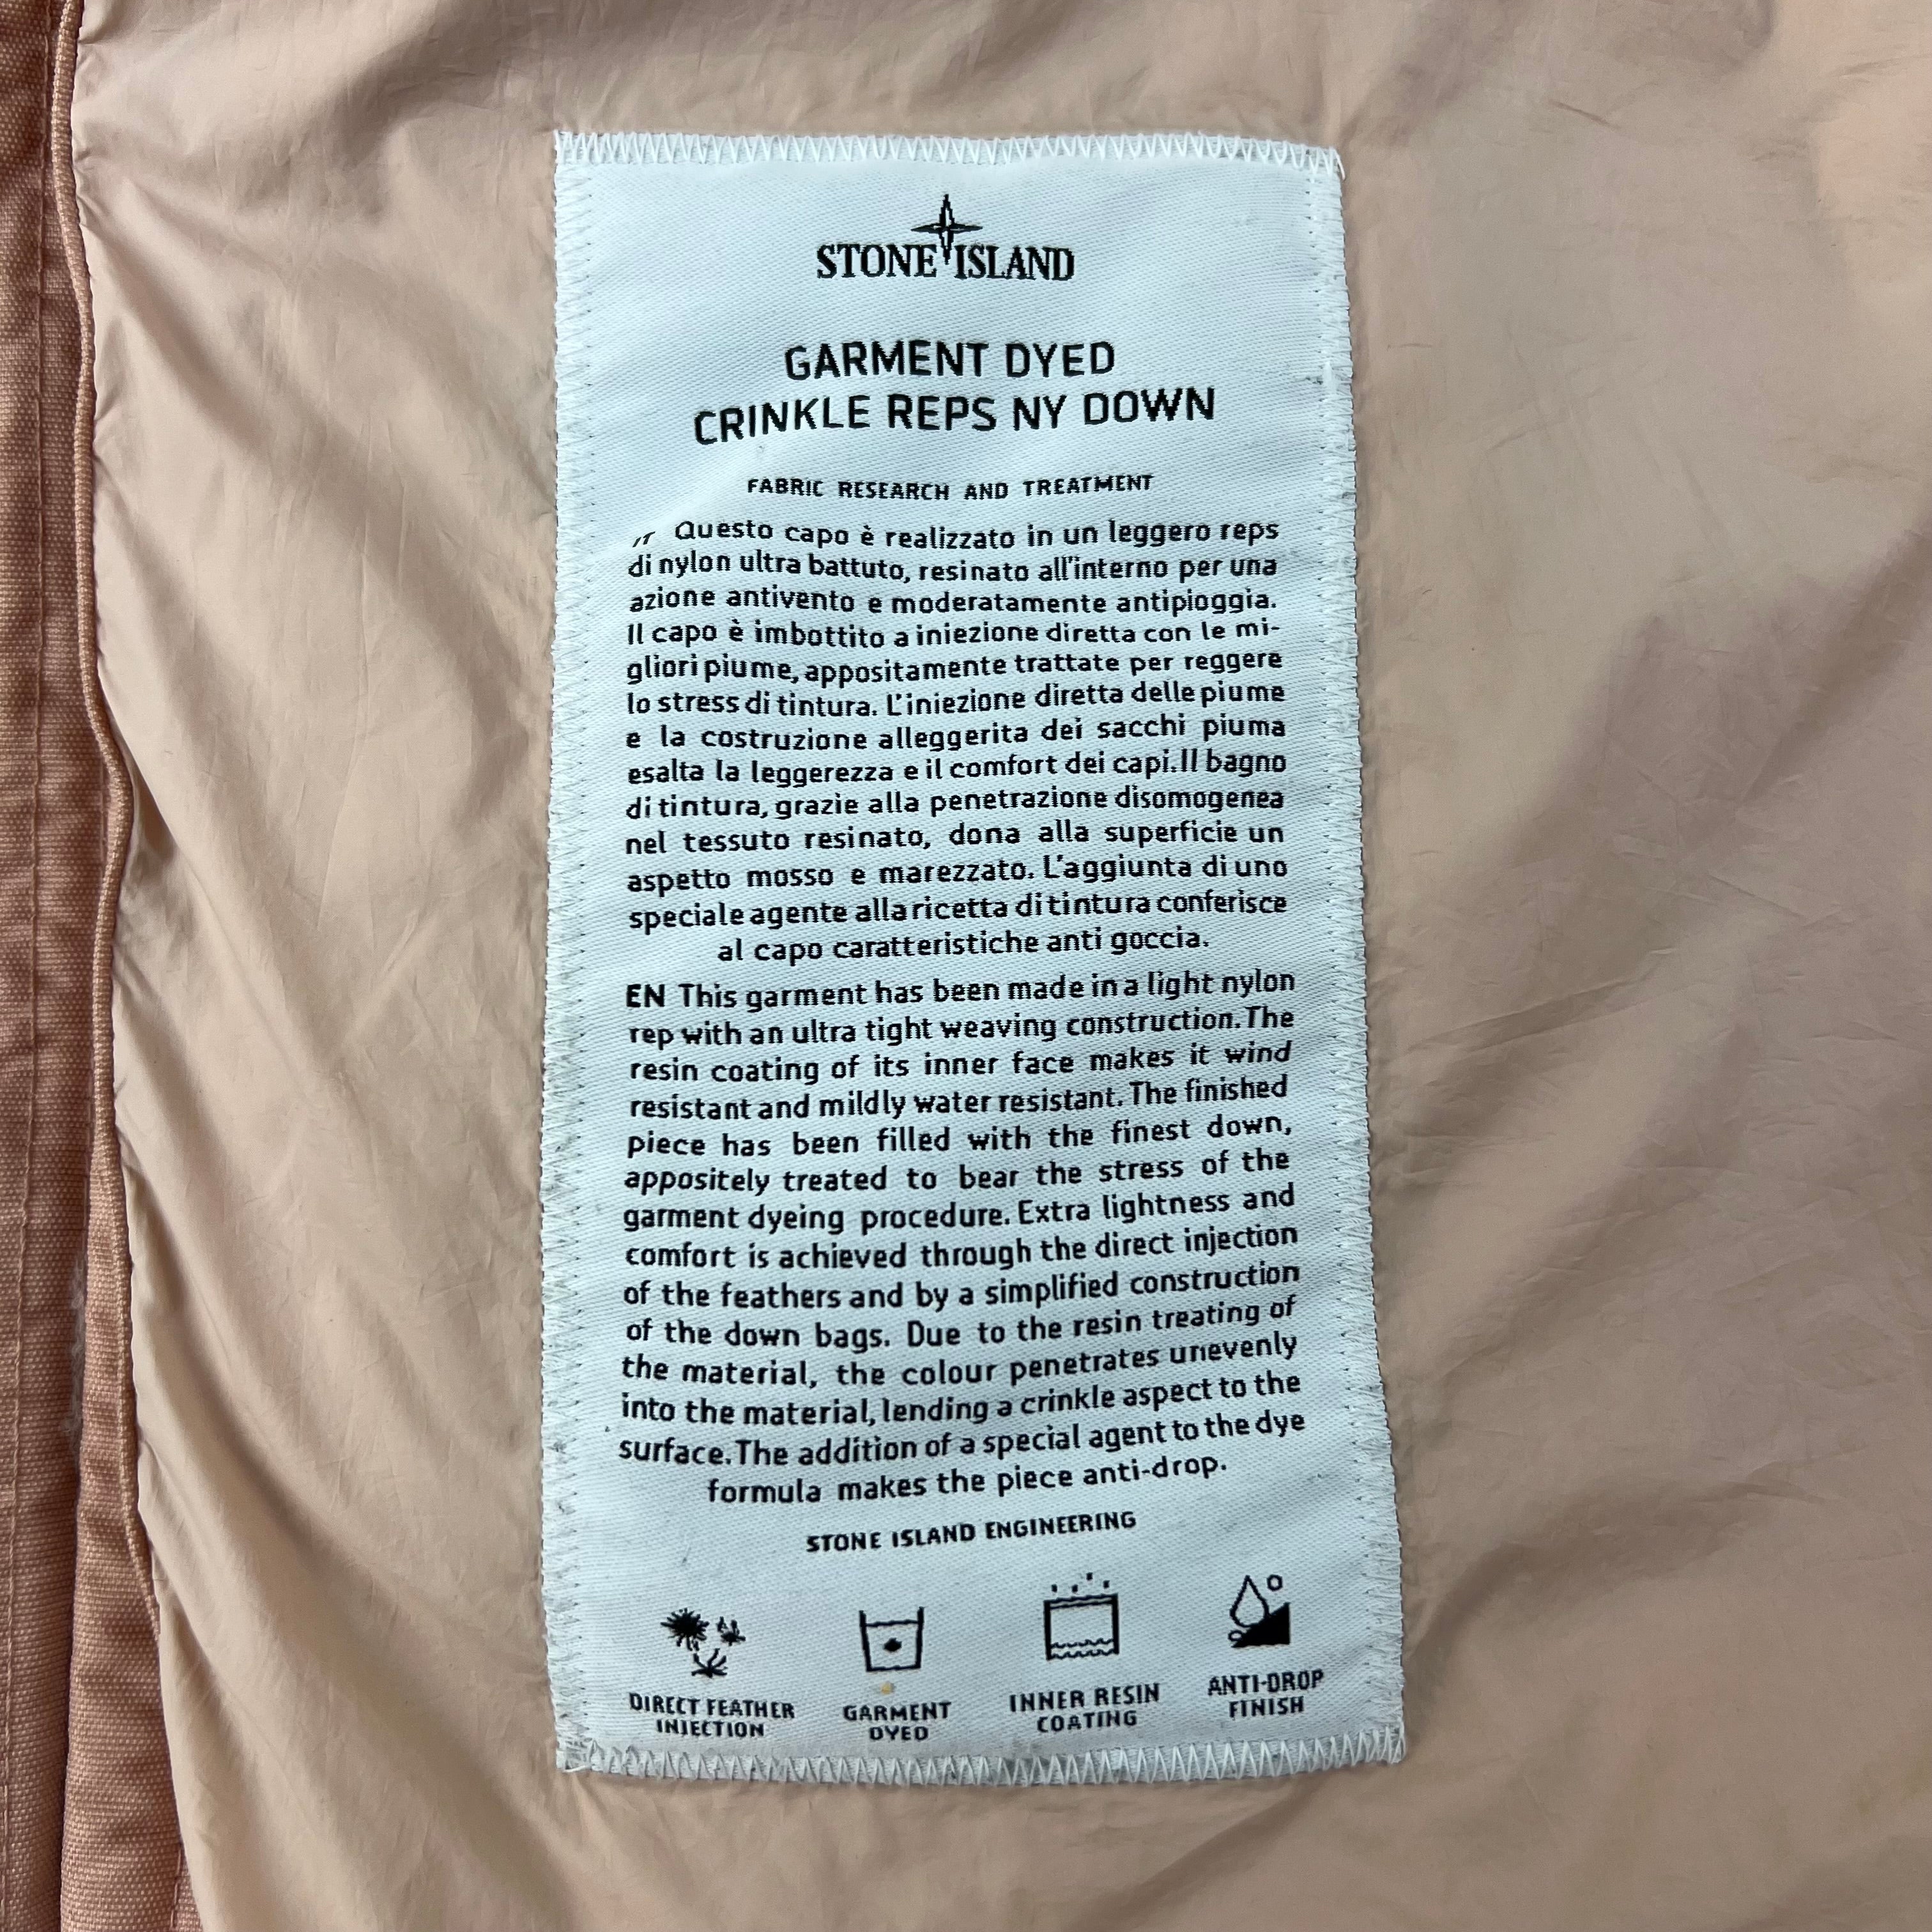 STONE ISLAND
GARMENT DYED
CRINKLE REPS NY DOWN
FABRIC RESEARCH AND TREATMENT
IT Questo capo è realizzato in un leggero reps
di nylon ultra battuto, resinato all'interno per una
azione antivento e moderatamente antipioggia.
Il capo è imbottito a iniezione diretta con le mi-
gliori piume, appositamente trattate per reggere
lo stress di tintura. L'iniezione diretta delle piume
e la costruzione alleggerita dei sacchi piuma
esalta la leggerezza e il comfort dei capi. Il bagno
di tintura, grazie alla penetrazione disomogenea
nel tessuto resinato, dona alla superficie un
aspetto mosso e marezzato. L'aggiunta di uno
speciale agente alla ricetta di tintura conferisce
al capo caratteristiche anti goccia.
EN This garment has been made in a light nylon
rep with an ultra tight weaving construction. The
resin coating of its inner face makes it wind
resistant and mildly water resistant. The finished
piece has been filled with the finest down,
appositely treated to bear the stress of the
garment dyeing procedure. Extra lightness and
comfort is achieved through the direct injection
of the feathers and by a simplified construction
of the down bags. Due to the resin treating of
the material, the colour penetrates unevenly
into the material, lending a crinkle aspect to the
surface. The addition of a special agent to the dye
formula makes the piece anti-drop.
STONE ISLAND ENGINEERING
DIRECT FEATHER
INJECTION
GARMENT
DYED
INNER RESIN
COATING
ANTI-DROP
FINISH